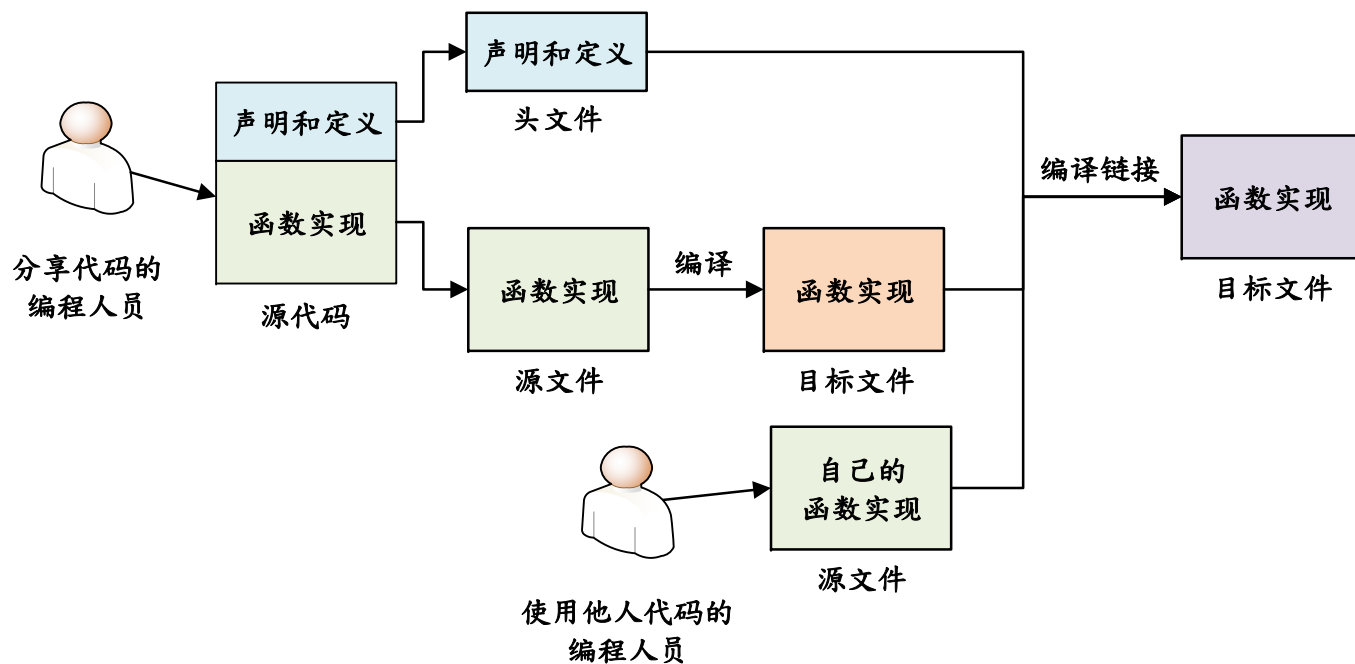 声明和定义
头文件
声明和定义
函数实现
源代码
分享代码的
编程人员
函数实现
源文件
编译
函数实现
目标文件
编译链接
函数实现
目标文件
自己的
函数实现
源文件
使用他人代码的
编程人员